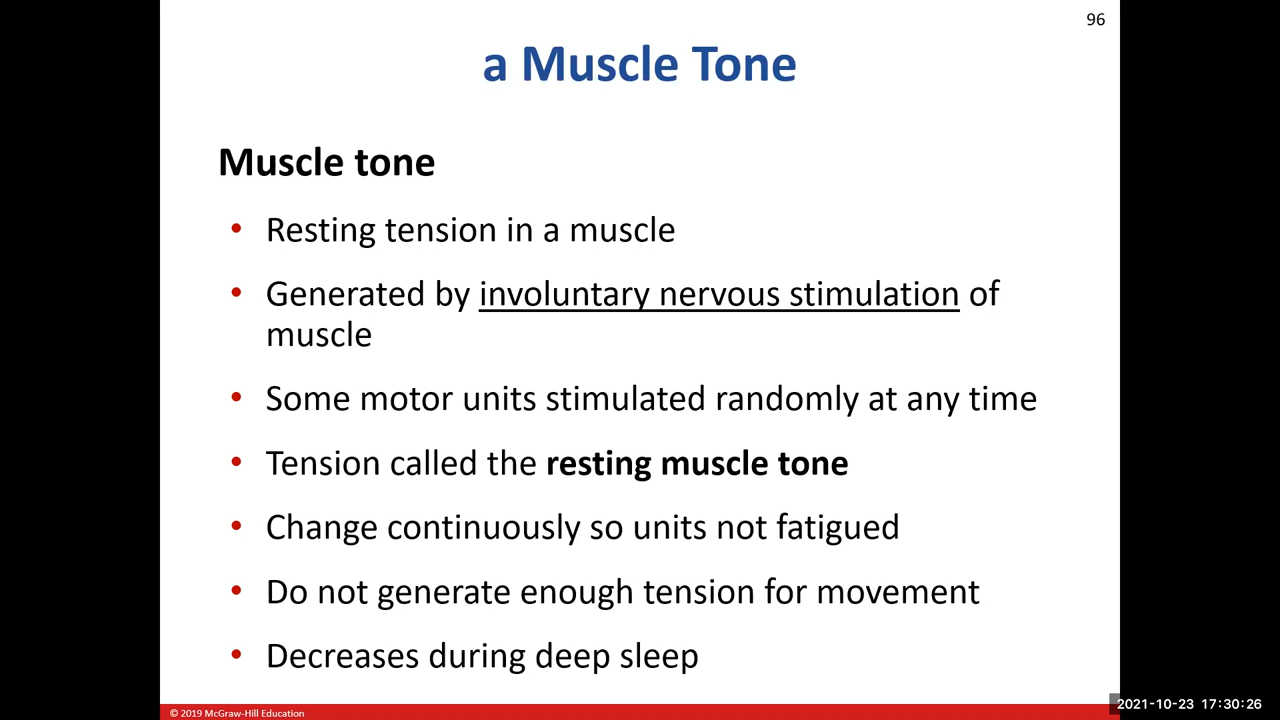 96
a Muscle Tone
Muscle tone
• Resting tension in a muscle
• Generated by involuntary nervous stimulation of
muscle
• Some motor units stimulated randomly at any time
• Tension called the resting muscle tone
• Change continuously so units not fatigued
• Do not generate enough tension for movement
• Decreases during deep sleep
© 2019 McGraw-Hill Education
2021-10-23 17:30:26